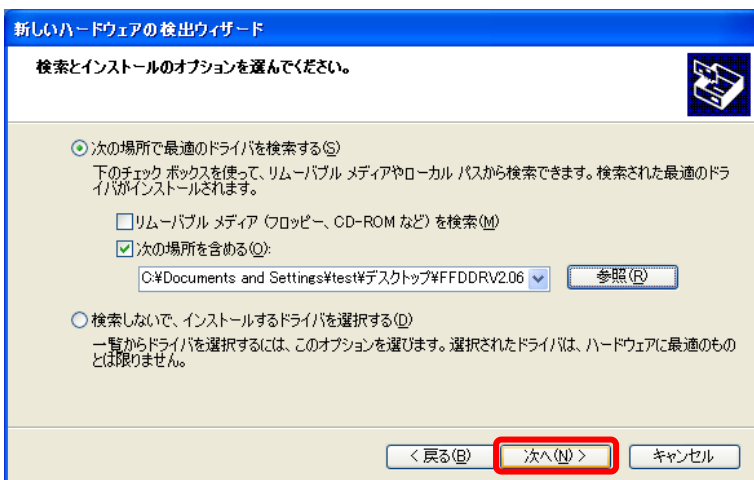 新しいハードウェアの検出ウィザード
検索とインストールのオプションを選んでください。
次の場所で最適のドライバを検索する(S)
下のチェック ボックスを使って、リムーバブル メディアやローカル パスから検索できます。検索された最適のドラ
イバがインストールされます。
リムーバブル メディア (フロッピー、CD-ROM など) を検索(M)
次の場所を含める(O):
C:¥Documents and Settings¥test¥デスクトップ¥FFDDRV2.06
参照(R)
検索しないで、インストールするドライバを選択する(D)
一覧からドライバを選択するには、このオプションを選びます。選択されたドライバは、ハードウェアに最適のもの
とは限りません。
< 戻る(B) 次へ(N) > キャンセル